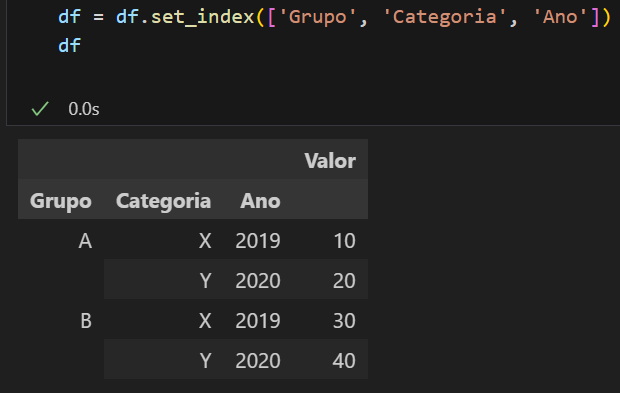 df = df.set_index(['Grupo', 'Categoria', 'Ano'])
df
0.0s
Valor
Grupo Categoria Ano
A X 2019 10
Y 2020 20
B X 2019 30
Y 2020 40